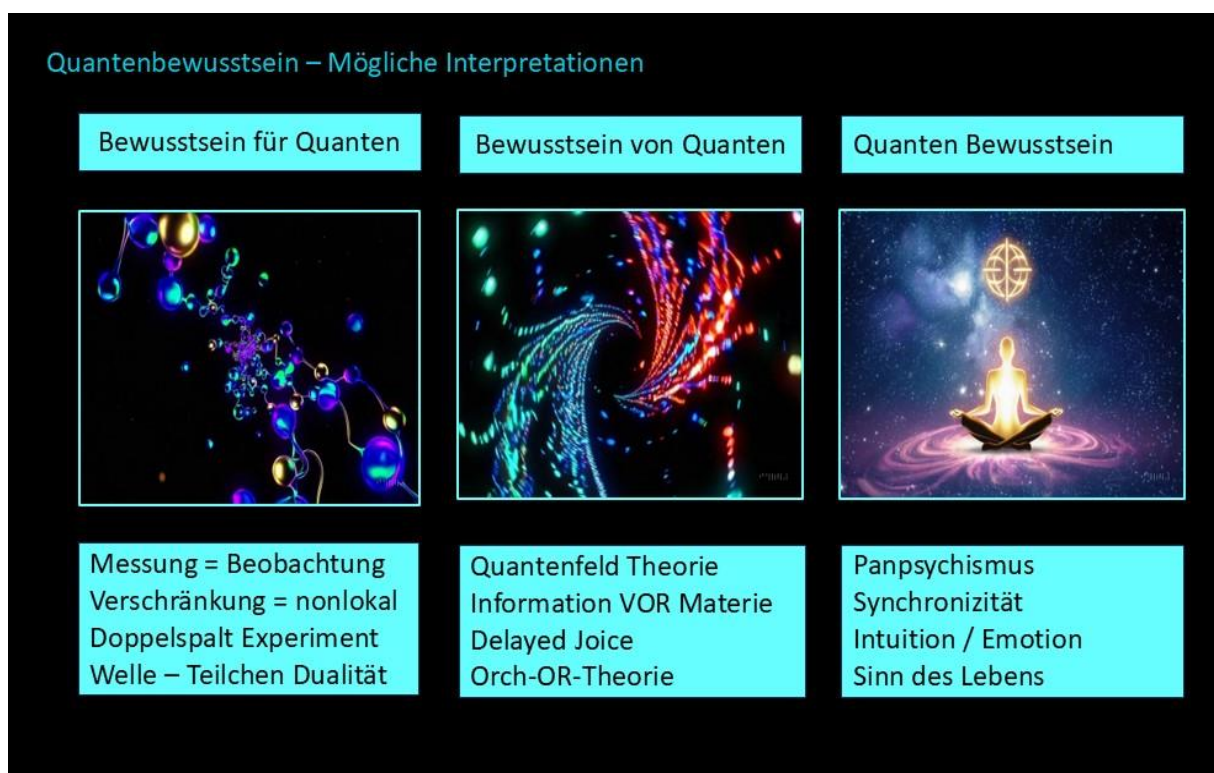 Quantenbewusstsein – Mögliche Interpretationen
Bewusstsein für Quanten
Bewusstsein von Quanten
Quanten Bewusstsein
Messung = Beobachtung
Verschränkung = nonlokal
Doppelspalt Experiment
Welle – Teilchen Dualität
Quantenfeld Theorie
Information VOR Materie
Delayed Joice
Orch-OR-Theorie
Panpsychismus
Synchronizität
Intuition / Emotion
Sinn des Lebens